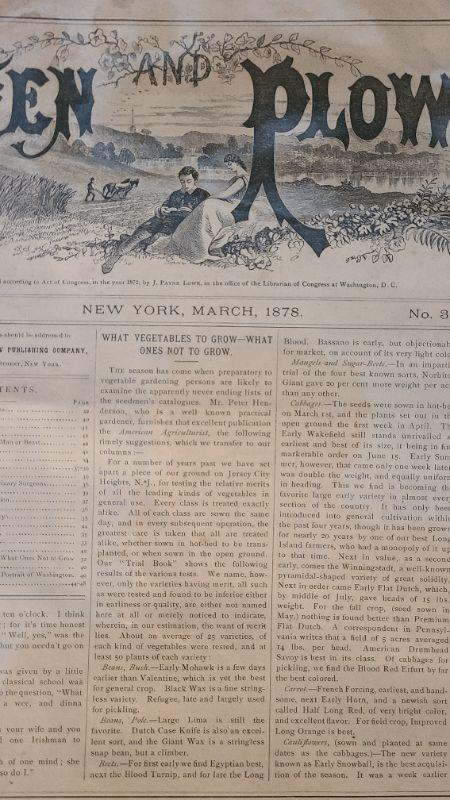 EEN AND PLOW
d according to Act of Congress, in the year 1872, by J. PAYNE LOWE, in the office of the Librarian of Congress at Washington, D. C.
NEW YORK, MARCH, 1878. No. 3
should be addressed to
PUBLISHING COMPANY,
STREET, NEW YORK.
TENTS.
PAGE
Man or Beast
What Ones Not to Grow
Portrait of Washington.
ten o'clock. I think
; for it's time honest
"Well, yes," was the
but you needn't go on
was given by a little
classical school was
o the question, "What
a wee, and dinna
your wife and you
one Irishman to
h of one mind; she
so do I."
WHAT VEGETABLES TO GROW—WHAT
ONES NOT TO GROW.
THE season has come when preparatory to
vegetable gardening persons are likely to
examine the apparently never ending lists of
the seedmen's catalogues. Mr. Peter Hen-
derson, who is a well known practical
gardener, furnishes that excellent publication
the American Agriculturist, the following
timely suggestions, which we transfer to our
columns:—
For a number of years past we have set
apart a piece of our ground on Jersey City
Heights, N. J., for testing the relative merits
of all the leading kinds of vegetables in
general use. Every class is treated exactly
alike. All of each class are sown the same
day, and in every subsequent operation, the
greatest care is taken that all are treated
alike, whether sown in hot-bed to be trans-
planted, or when sown in the open ground.
Our "Trial Book" shows the following
results of the various tests. We name, how-
ever, only the varieties having merit, all such
as were tested and found to be inferior either
in earliness or quality, are either not named
here at all or merely noticed to indicate,
wherein, in our estimation, the want of merit
lies. About an average of 25 varieties, of
each kind of vegetables were tested, and at
least 50 plants of each variety:
Beans, Bush.—Early Mohawk is a few days
earlier than Valentine, which is yet the best
for general crop. Black Wax is a fine string-
less variety. Refugee, late and largely used
for pickling.
Beans, Pole.—Large Lima is still the
favorite. Dutch Case Knife is also an excel-
lent sort, and the Giant Wax is a stringless
snap bean, but a climber.
Beets.—For first early we find Egyptian best,
next the Blood Turnip, and for late the Long
Blood. Bassano is early, but objectionab
for market, on account of its very light colo
Mangels and Sugar-Beets.—In an imparti
trial of the four best known sorts, Norbit
Giant gave 20 per cent more weight per ac
than any other.
Cabbages.—The seeds were sown in hot-b
on March 1st, and the plants set out in th
open ground the first week in April. Th
Early Wakefield still stands unrivalled a
earliest and best of its size, it being in fin
markerable order on June 15. Early Sum
mer, however, that came only one week later
was double the weight, and equally uniform
in heading. This we find is becoming the
favorite large early variety in almost every
section of the country. It has only been
introduced into general cultivation within
the past four years, though it has been grown
for nearly 20 years by one of our best Long
Island farmers, who had a monopoly of it up
to that time. Next in value, as a second
early, comes the Winningstadt, a well-known
pyramidal-shaped variety of great solidity.
Next in order came Early Flat Dutch, which,
by middle of July, gave heads of 15 lbs.
weight. For the fall crop, (seed sown in
May,) nothing is found better than Premium
Flat Dutch. A correspondent in Pensyl-
vania writes that a field of 5 acres averaged
14 lbs. per head. American Drumhead
Savoy is best in its class. Of cabbages for
pickling, we find the Blood Red Erfurt by far
the best colored.
Carrot.—French Forcing, earliest, and hand-
some, next Early Horn, and a newish sort
called Half Long Red, of very bright color,
and excellent flavor. For field crop, Improved
Long Orange is best.
Cauliflowers, (sown and planted at same
dates as the cabbages.)—The new variety
known as Early Snowball, is the best acquisi-
tion of the season. It was a week earlier